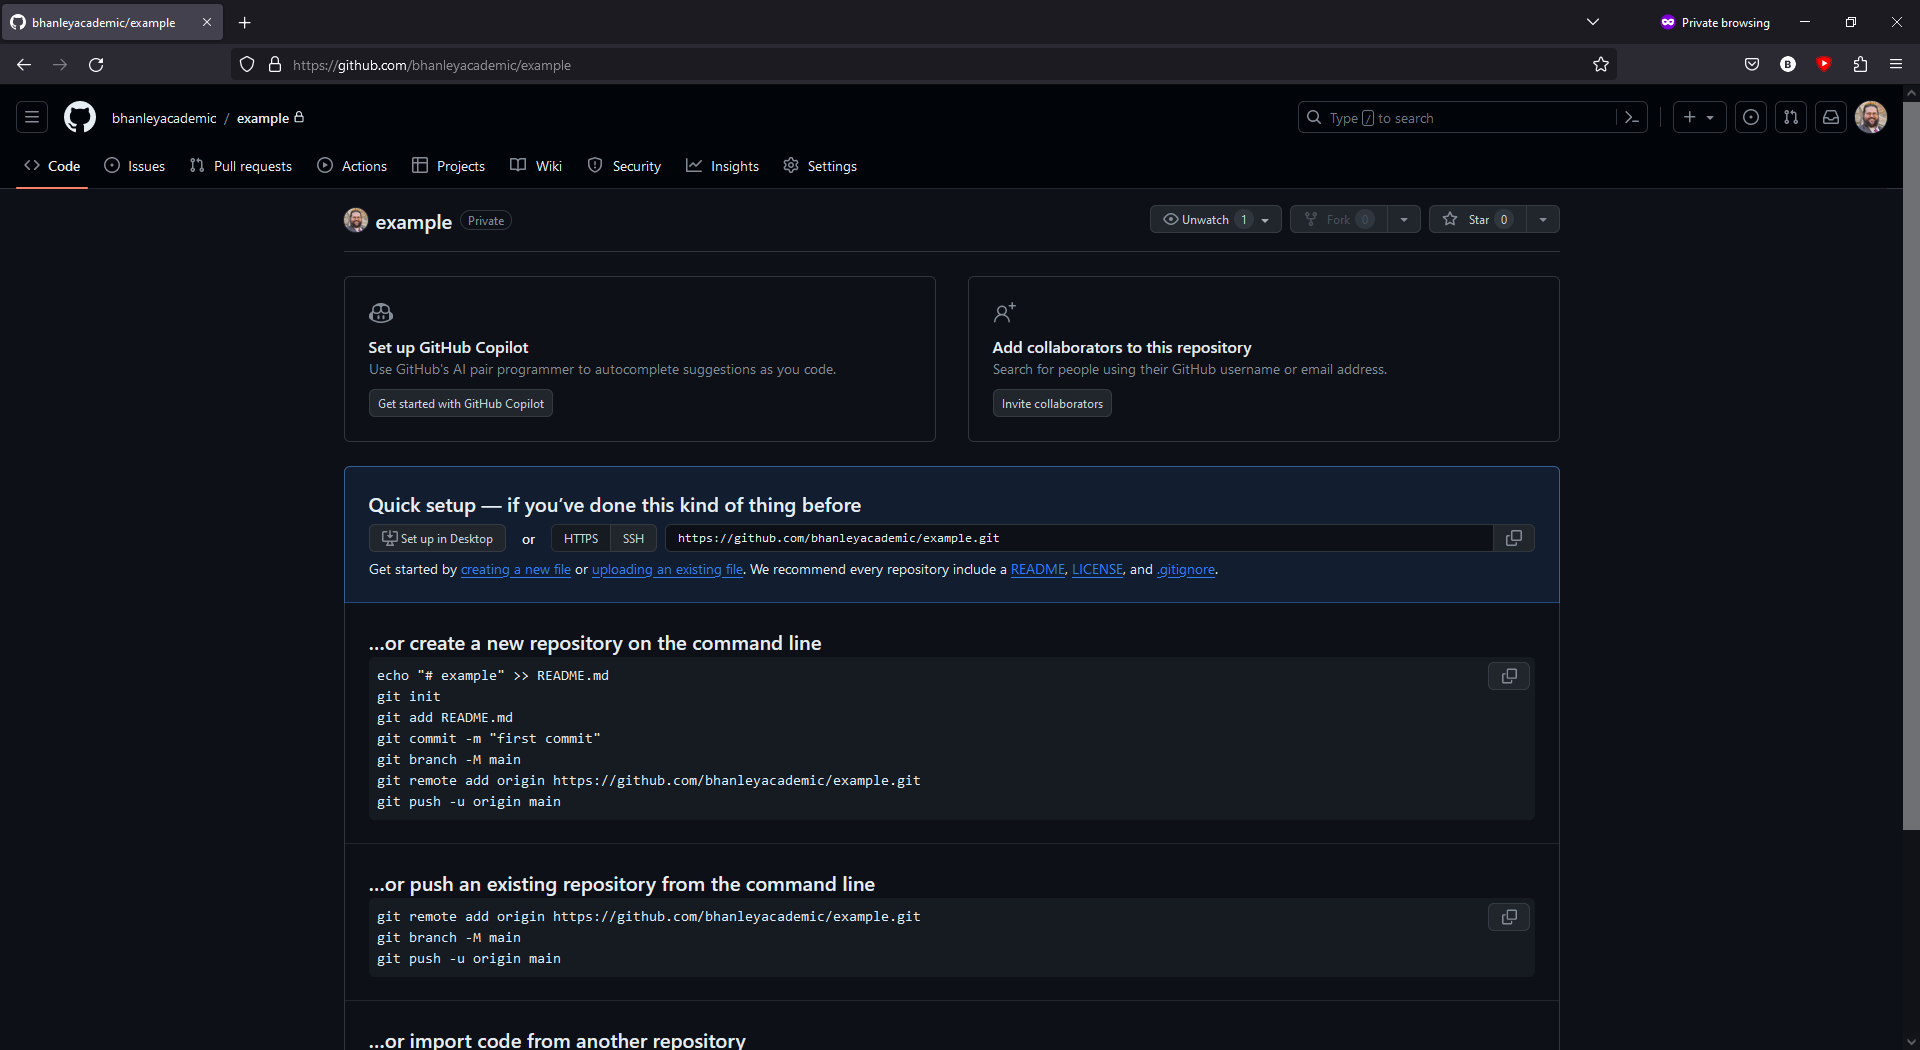 bhanleyacademic/example
Private browsing
https://github.com/bhanleyacademic/example
B
bhanleyacademic / example
Type / to search
Code Issues Pull requests Actions Projects Wiki Security Insights Settings
example Private
Unwatch 1 Fork 0 Star 0
Set up GitHub Copilot
Use GitHub's AI pair programmer to autocomplete suggestions as you code.
Get started with GitHub Copilot
Add collaborators to this repository
Search for people using their GitHub username or email address.
Invite collaborators
Quick setup — if you’ve done this kind of thing before
Set up in Desktop or HTTPS SSH https://github.com/bhanleyacademic/example.git
Get started by creating a new file or uploading an existing file. We recommend every repository include a README, LICENSE, and .gitignore.
…or create a new repository on the command line
echo "# example" >> README.md
git init
git add README.md
git commit -m "first commit"
git branch -M main
git remote add origin https://github.com/bhanleyacademic/example.git
git push -u origin main
…or push an existing repository from the command line
git remote add origin https://github.com/bhanleyacademic/example.git
git branch -M main
git push -u origin main
…or import code from another repository